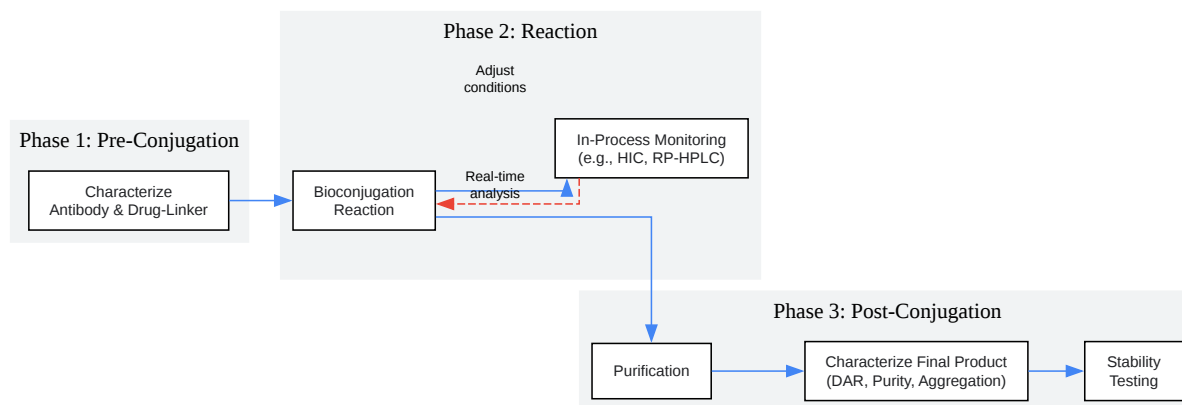 Phase 1: Pre-Conjugation
Characterize
Antibody & Drug-Linker
Phase 2: Reaction
Adjust
conditions
In-Process Monitoring
(e.g., HIC, RP-HPLC)
Real-time
analysis
Bioconjugation
Reaction
Phase 3: Post-Conjugation
Purification
Characterize Final Product
(DAR, Purity, Aggregation)
Stability
Testing